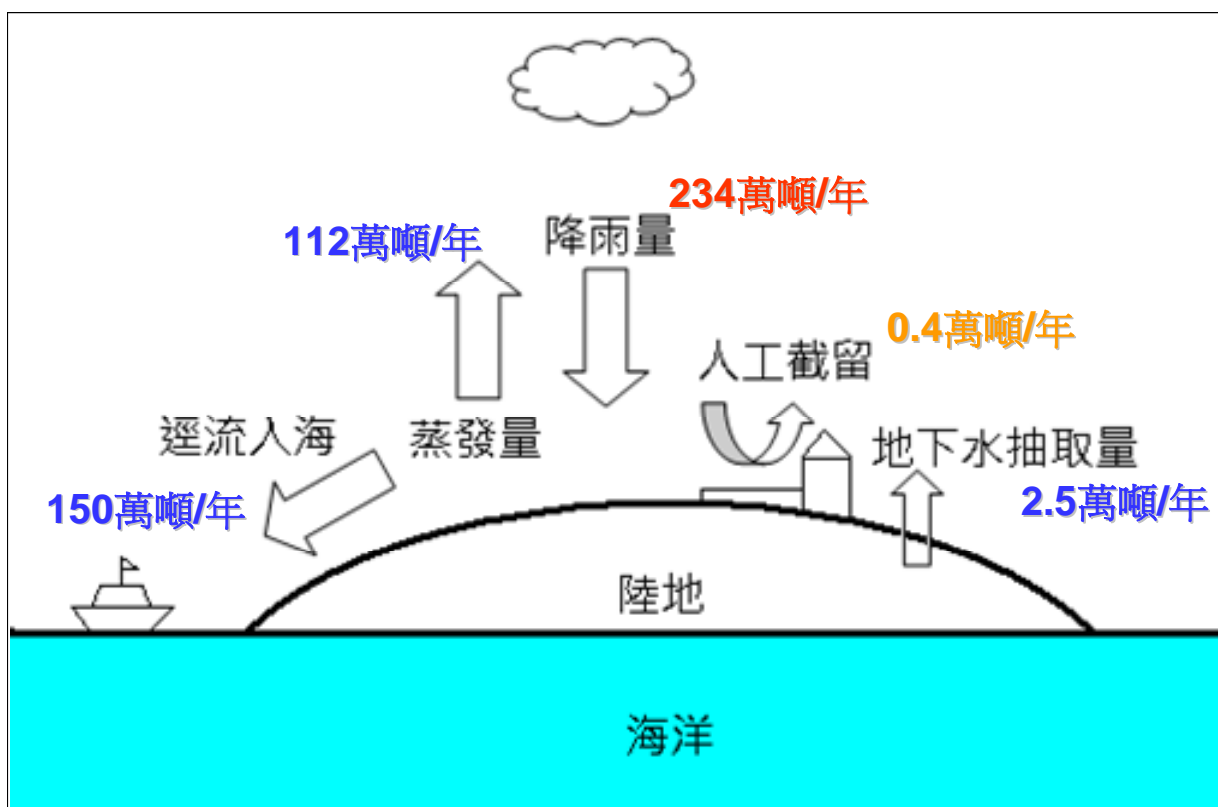 234萬噸/年
112萬噸/年
降雨量
0.4萬噸/年
人工截留
逕流入海
蒸發量
地下水抽取量
150萬噸/年
2.5萬噸/年
陸地
海洋